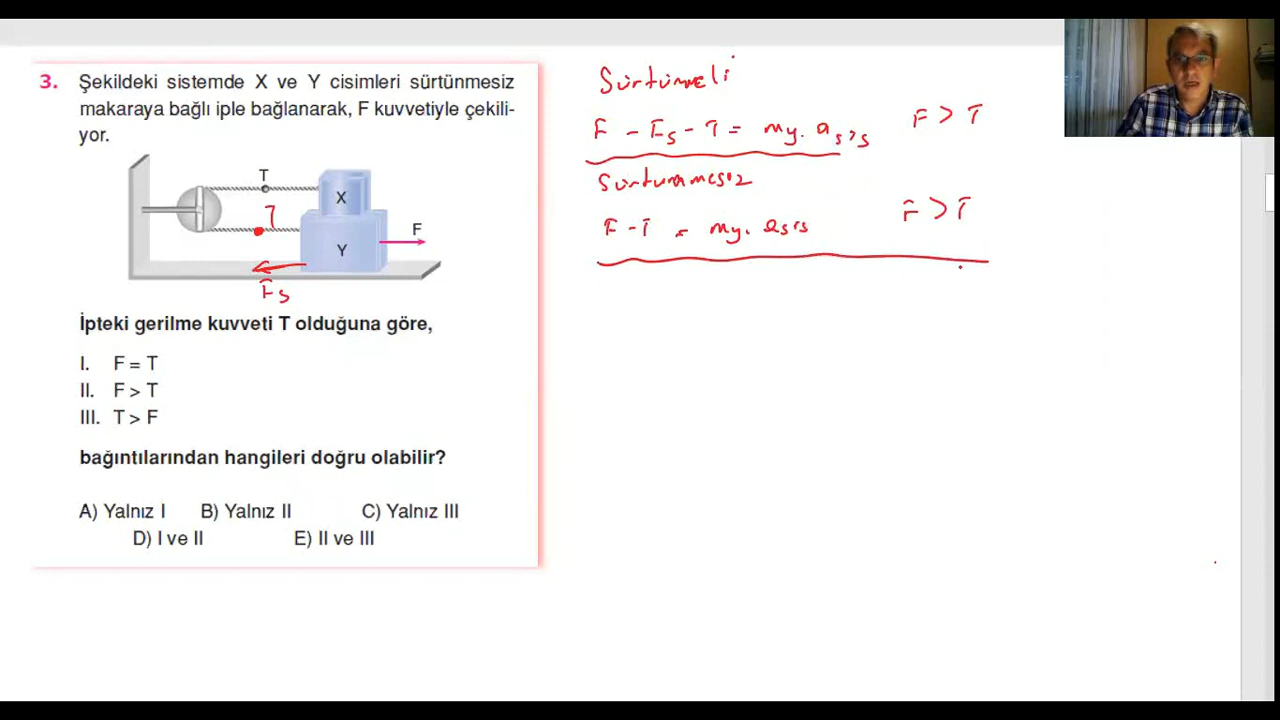 3. Şekildeki sistemde X ve Y cisimleri sürtünmesiz
makaraya bağlı iple bağlanarak, F kuvvetiyle çekili-
yor.
T
X
T
F
Y
Fs
İpteki gerilme kuvveti T olduğuna göre,
I. F = T
II. F > T
III. T > F
bağıntılarından hangileri doğru olabilir?
A) Yalnız I B) Yalnız II C) Yalnız III
D) I ve II E) II ve III
Sürtünmeli
F - Fs - T = my. as,s F > T
Sürtünmesiz
F - T = my. asıs F > T